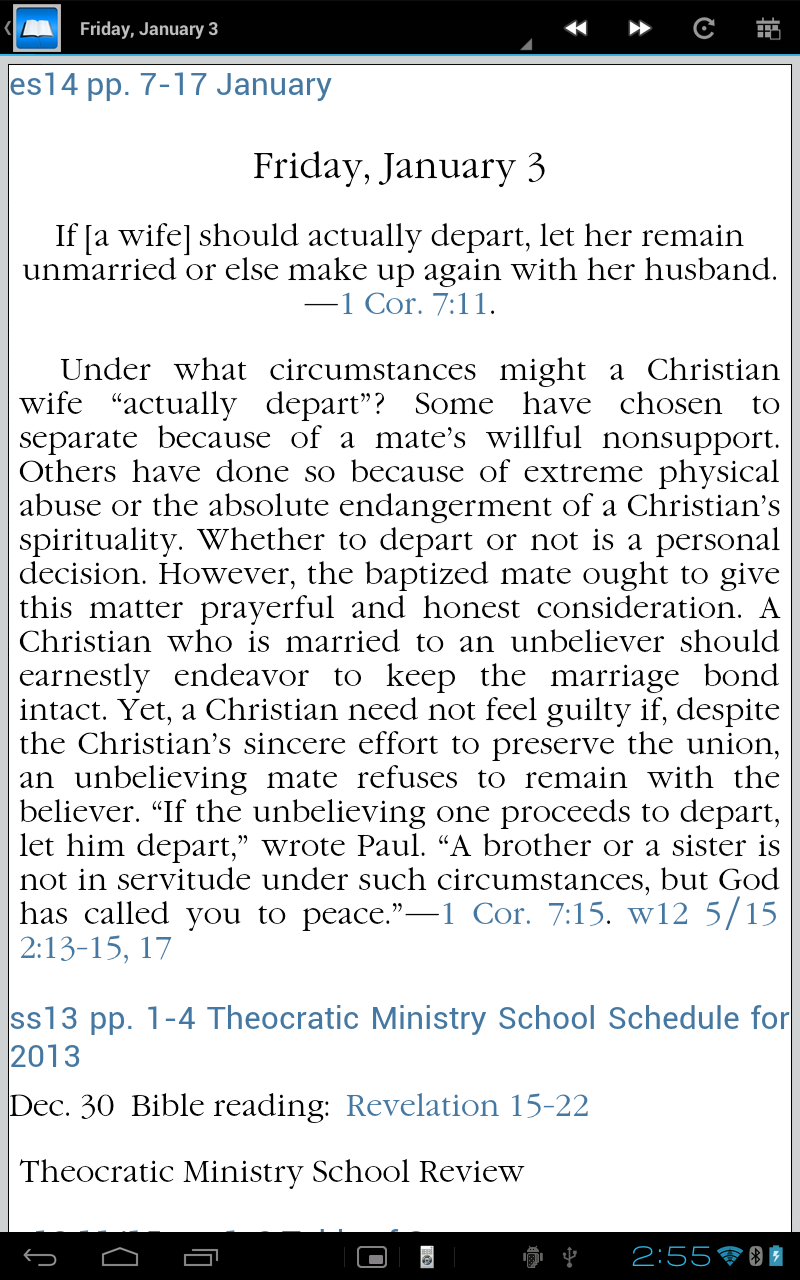 Friday, January 3
es14 pp. 7-17 January
Friday, January 3
If [a wife] should actually depart, let her remain
unmarried or else make up again with her husband.
—1 Cor. 7:11.
Under what circumstances might a Christian
wife “actually depart”? Some have chosen to
separate because of a mate’s willful nonsupport.
Others have done so because of extreme physical
abuse or the absolute endangerment of a Christian’s
spirituality. Whether to depart or not is a personal
decision. However, the baptized mate ought to give
this matter prayerful and honest consideration. A
Christian who is married to an unbeliever should
earnestly endeavor to keep the marriage bond
intact. Yet, a Christian need not feel guilty if, despite
the Christian’s sincere effort to preserve the union,
an unbelieving mate refuses to remain with the
believer. “If the unbelieving one proceeds to depart,
let him depart,” wrote Paul. “A brother or a sister is
not in servitude under such circumstances, but God
has called you to peace.”—1 Cor. 7:15. w12 5/15
2:13-15, 17
ss13 pp. 1-4 Theocratic Ministry School Schedule for
2013
Dec. 30 Bible reading: Revelation 15-22
Theocratic Ministry School Review
2:55